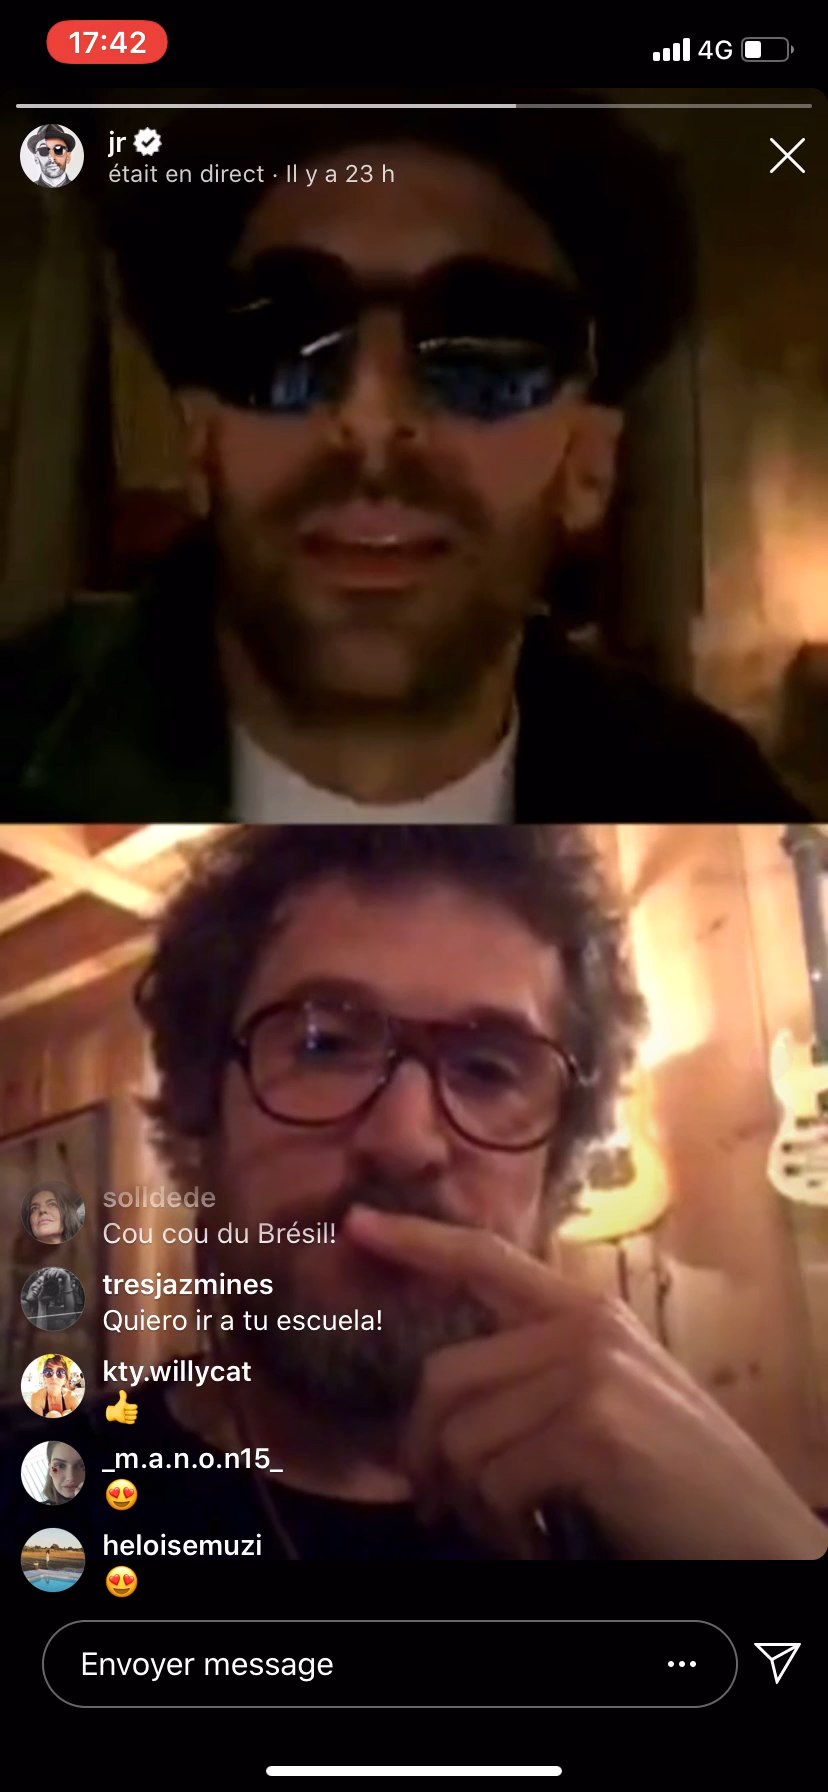 17:42
4G
jr
était en direct · Il y a 23 h
solidede
Cou cou du Brésil!
tresjazmines
Quiero ir a tu escuela!
kty.willycat
👍
_m.a.n.o.n15_
😍
heloisemuzi
😍
Envoyer message